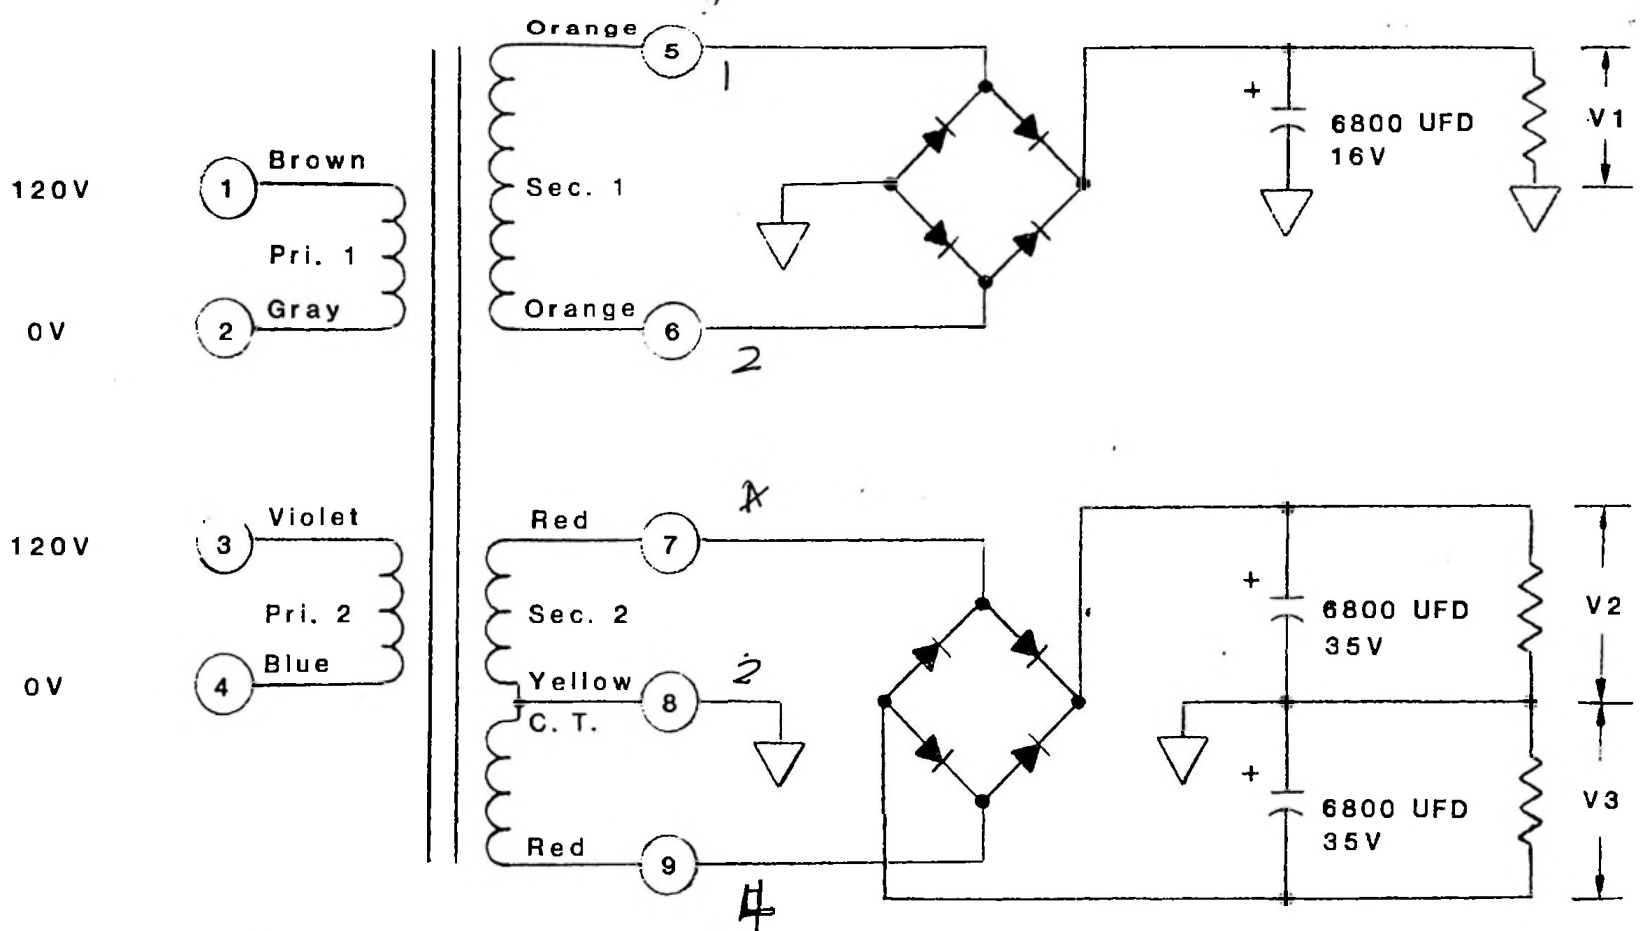 Orange 5
1
+ 6800 UFD
16V
V1
Brown
120V 1
Sec. 1
Pri. 1
Gray
0V 2
Orange 6
2
Violet
120V 3
Red 7
Pri. 2
Sec. 2
+ 6800 UFD
35V
V2
Blue
0V 4
Yellow 8
2
C. T.
+ 6800 UFD
35V
V3
Red 9
4